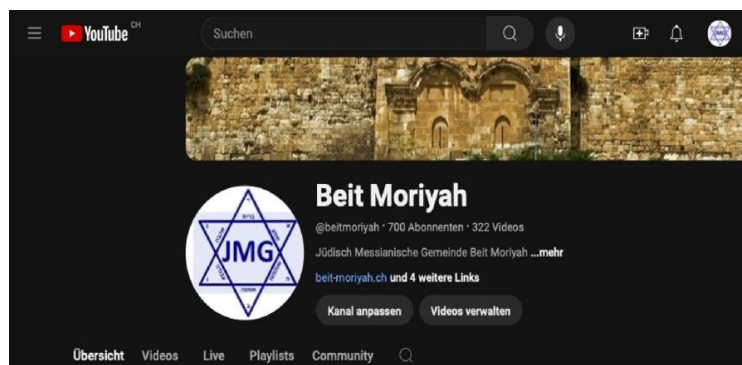 YouTube CH
Suchen
Beit Moriyah
@beitmoriyah · 700 Abonnenten · 322 Videos
JMG
Jüdisch Messianische Gemeinde Beit Moriyah ...mehr
beit-moriyah.ch und 4 weitere Links
Kanal anpassen Videos verwalten
Übersicht Videos Live Playlists Community